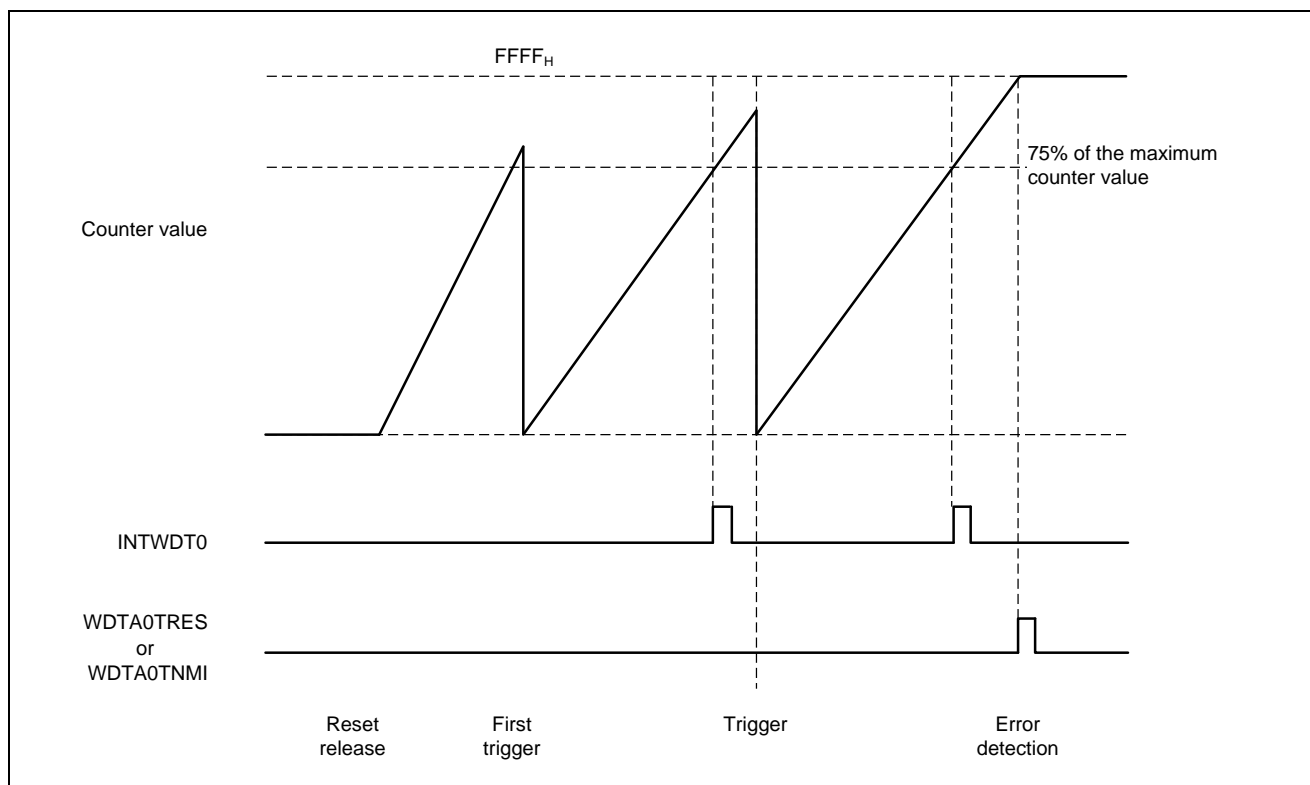 FFFFH
75% of the maximum
counter value
Counter value
INTWDT0
WDTA0TRES
or
WDTA0TNMI
Reset
release
First
trigger
Trigger
Error
detection